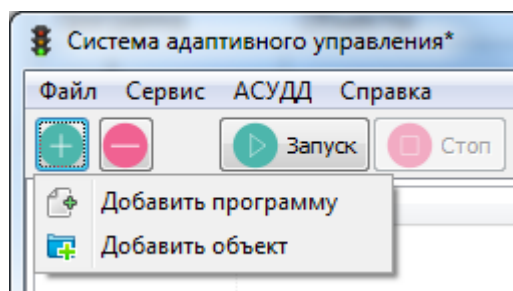 Система адаптивного управления*
Файл Сервис АСУДД Справка
Запуск Стоп
Добавить программу
Добавить объект